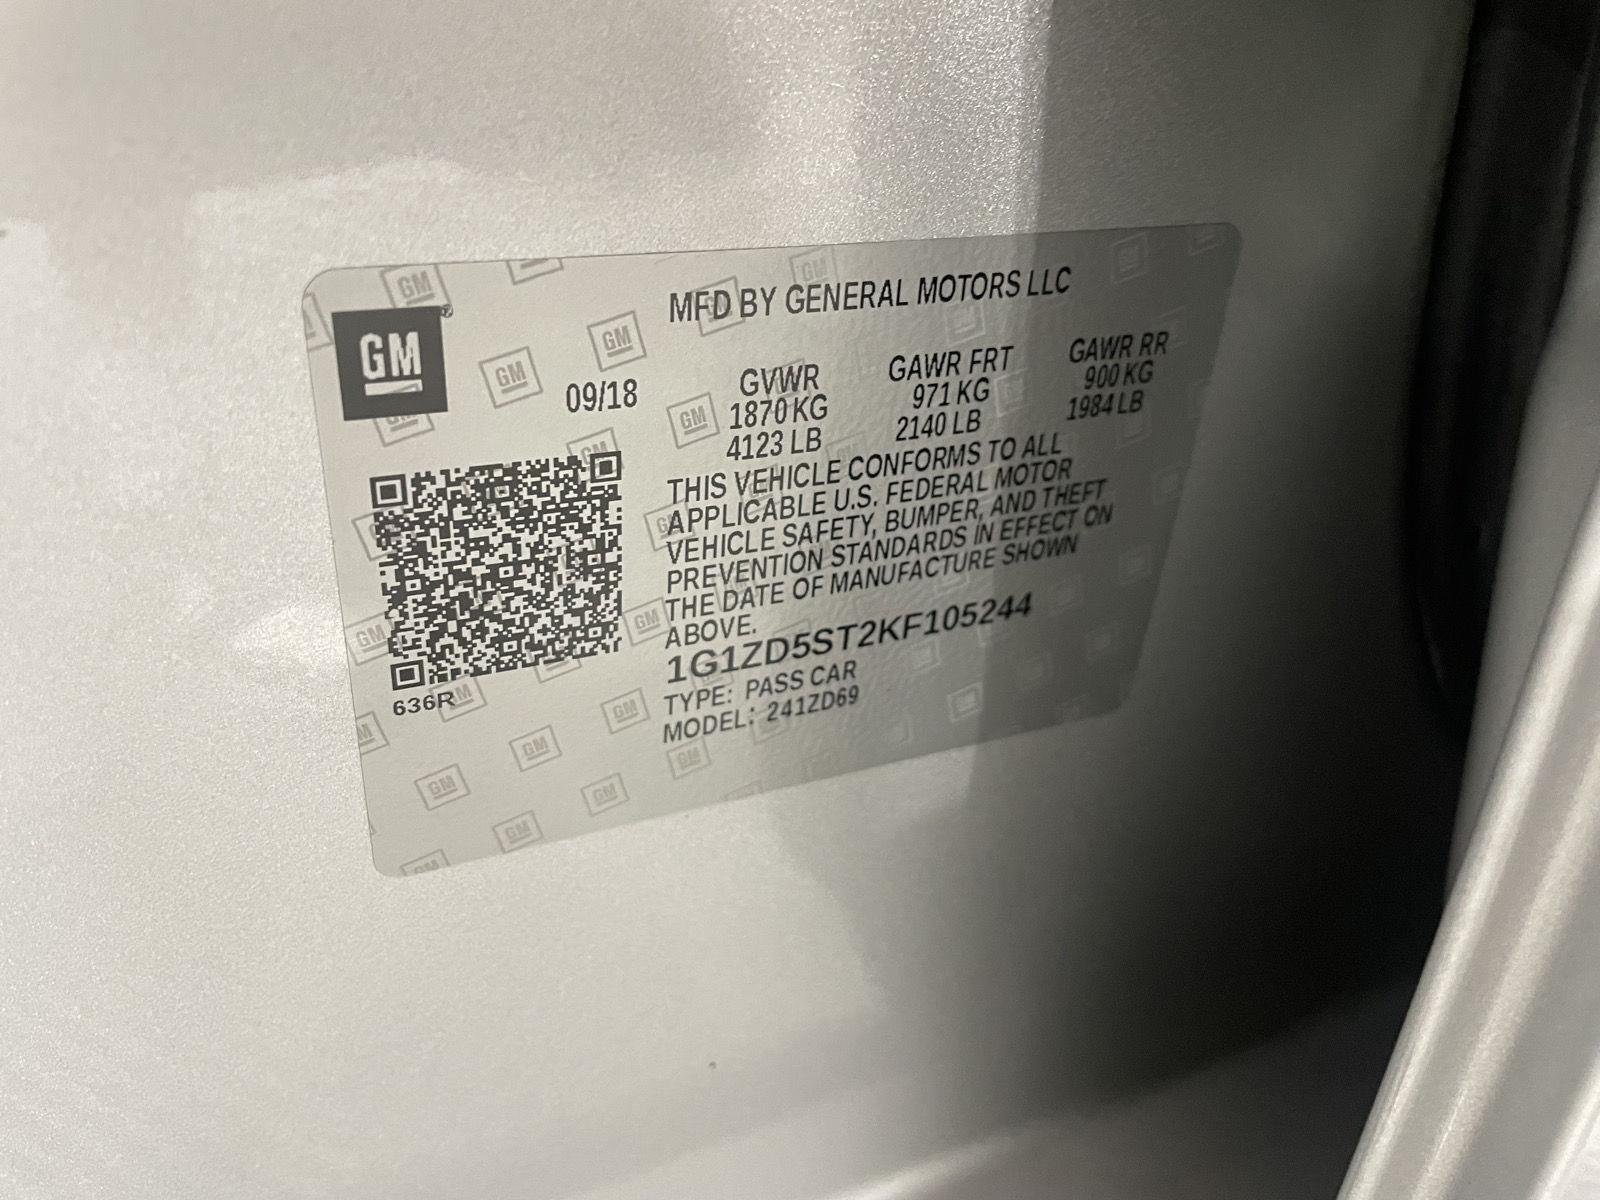 GM
MFD BY GENERAL MOTORS LLC
09/18
GVWR GAWR FRT GAWR RR
1870 KG 971 KG 900 KG
4123 LB 2140 LB 1984 LB
THIS VEHICLE CONFORMS TO ALL
APPLICABLE U.S. FEDERAL MOTOR
VEHICLE SAFETY, BUMPER, AND THEFT
PREVENTION STANDARDS IN EFFECT ON
THE DATE OF MANUFACTURE SHOWN
ABOVE.
1G1ZD5ST2KF105244
TYPE: PASS CAR
MODEL: 241ZD69
636R